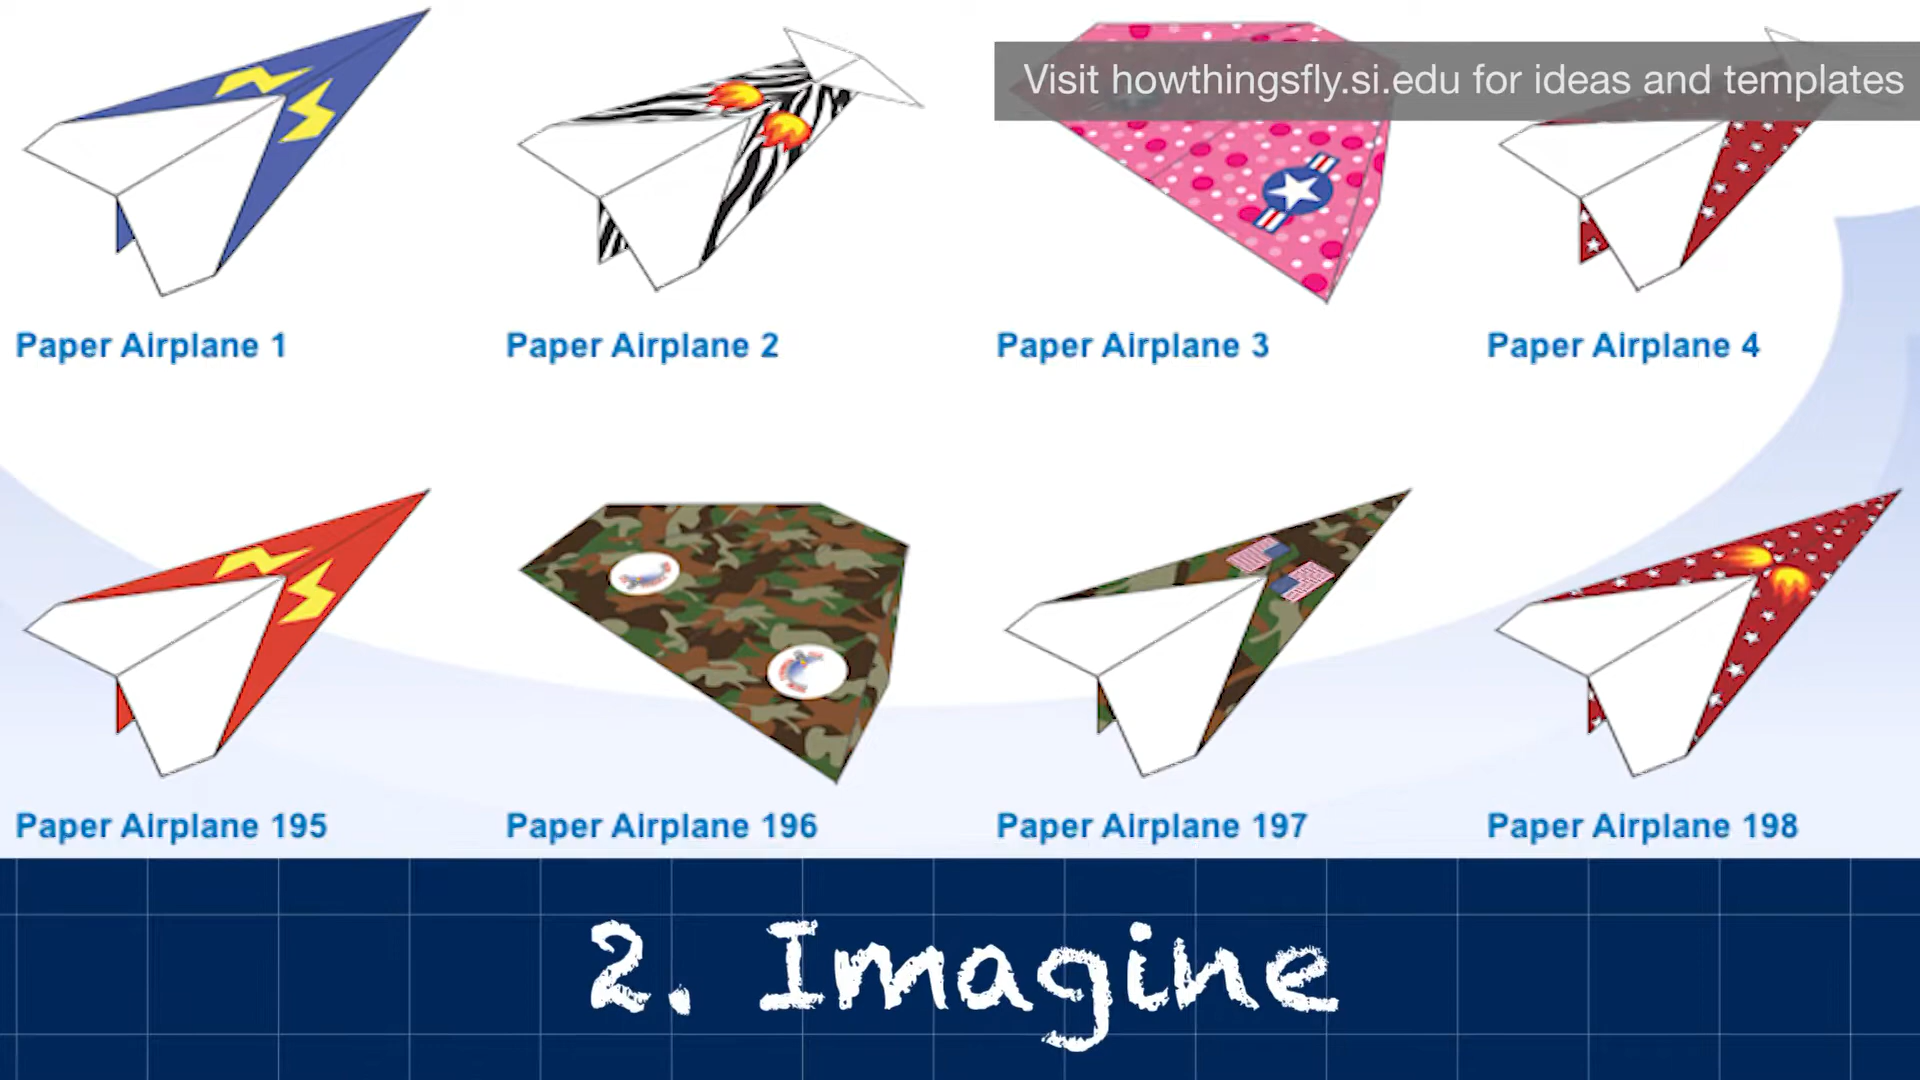 Visit howthingsfly.si.edu for ideas and templates
Paper Airplane 1
Paper Airplane 2
Paper Airplane 3
Paper Airplane 4
Paper Airplane 195
Paper Airplane 196
Paper Airplane 197
Paper Airplane 198
2. Imagine